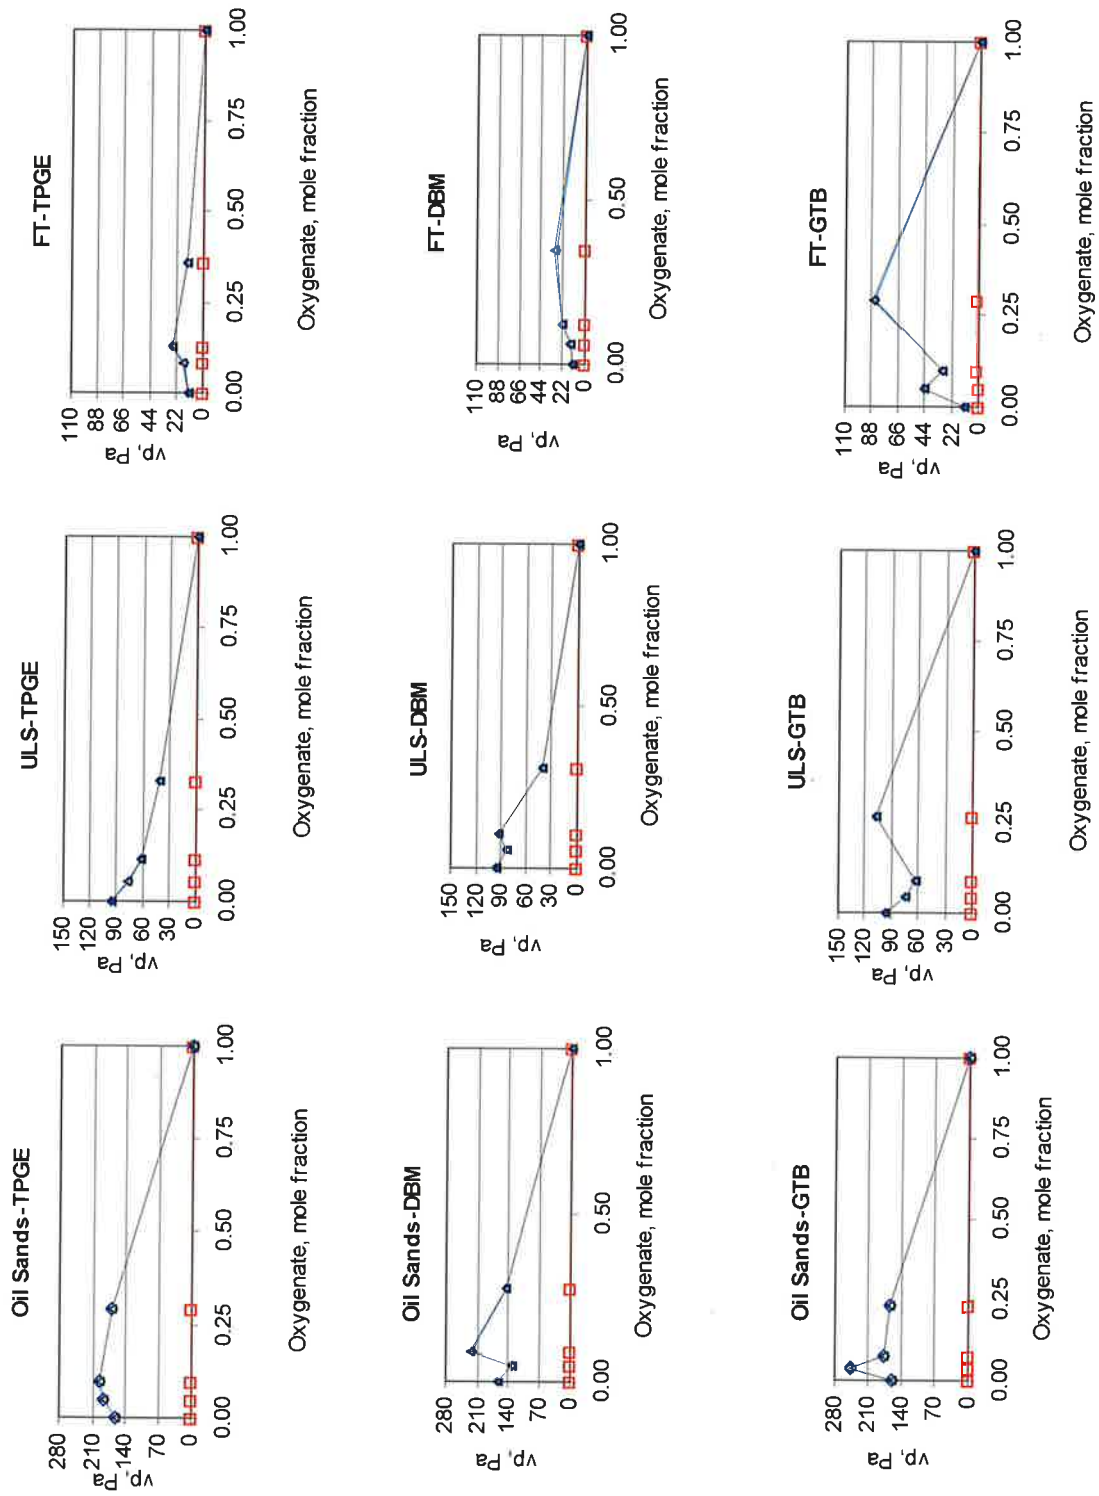 Oil Sands-TPGE
vp, Pa
280
210
140
70
0
0.00 0.25 0.50 0.75 1.00
Oxygenate, mole fraction
ULS-TPGE
vp, Pa
150
120
90
60
30
0
0.00 0.25 0.50 0.75 1.00
Oxygenate, mole fraction
FT-TPGE
vp, Pa
110
88
66
44
22
0
0.00 0.25 0.50 0.75 1.00
Oxygenate, mole fraction
Oil Sands-DBM
vp, Pa
280
210
140
70
0
0.00 0.50 1.00
Oxygenate, mole fraction
ULS-DBM
vp, Pa
150
120
90
60
30
0
0.00 0.50 1.00
Oxygenate, mole fraction
FT-DBM
vp, Pa
110
88
66
44
22
0
0.00 0.50 1.00
Oxygenate, mole fraction
Oil Sands-GTB
vp, Pa
280
210
140
70
0
0.00 0.25 0.50 0.75 1.00
Oxygenate, mole fraction
ULS-GTB
vp, Pa
150
120
90
60
30
0
0.00 0.25 0.50 0.75 1.00
Oxygenate, mole fraction
FT-GTB
vp, Pa
110
88
66
44
22
0
0.00 0.25 0.50 0.75 1.00
Oxygenate, mole fraction